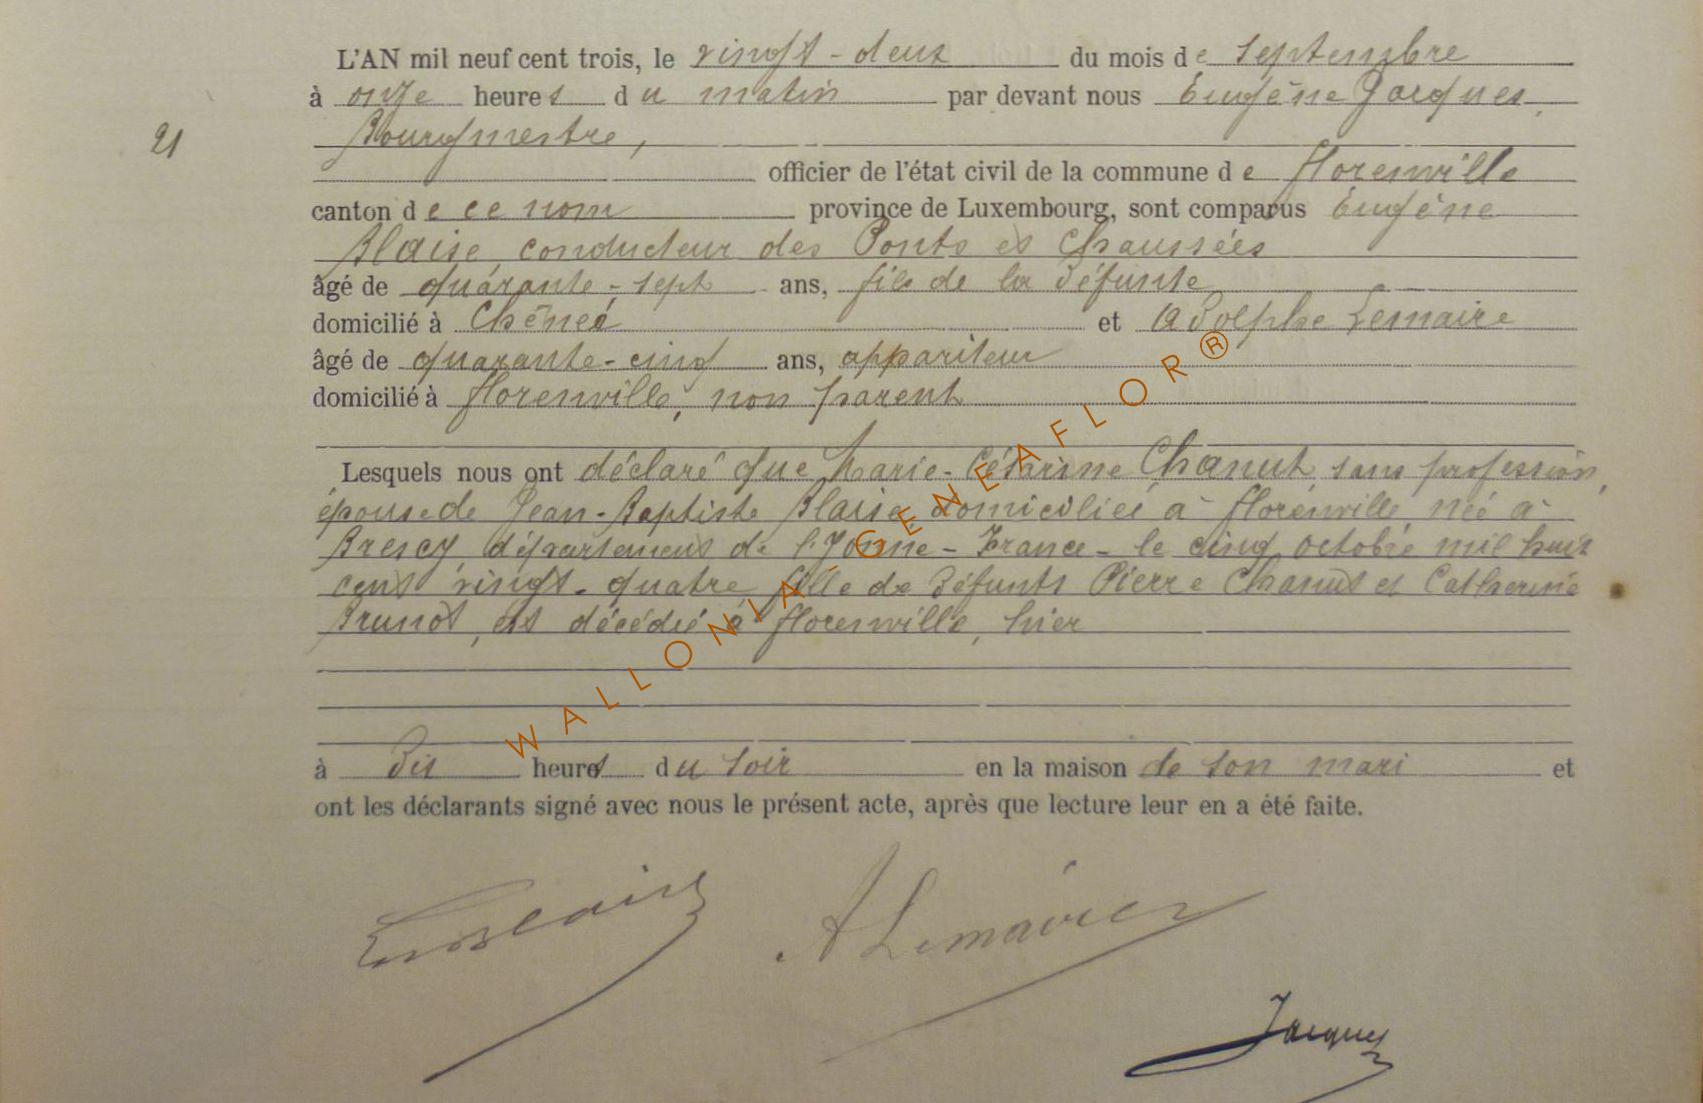 L'AN mil neuf cent trois, le vingt-deux du mois de septembre
à onze heures du matin par devant nous Eugène Jacques,
21
Bourgmestre,
officier de l'état civil de la commune de Florenville
canton de ce nom province de Luxembourg, sont comparus Eugène
Blaise, conducteur des Ponts et Chaussées
âgé de quarante-sept ans, fils de la défunte
domicilié à Chênée et Adolphe Lemaire
âgé de quarante-cinq ans, appariteur
domicilié à Florenville, non parent
Lesquels nous ont déclaré que Marie-Césarine Chanut, sans profession,
épouse de Jean-Baptiste Blaise domiciliée à Florenville née à
département de l'Yonne - France - le cinq octobre mil huit
cent vingt-quatre fille de défunts Pierre Chanut et Catherine
Brunot, est décédée à Florenville, hier
à dix heures du soir en la maison de son mari et
ont les déclarants signé avec nous le présent acte, après que lecture leur en a été faite.
A Lemaire
Jacques
WALLONIA-GENEAFLOR®